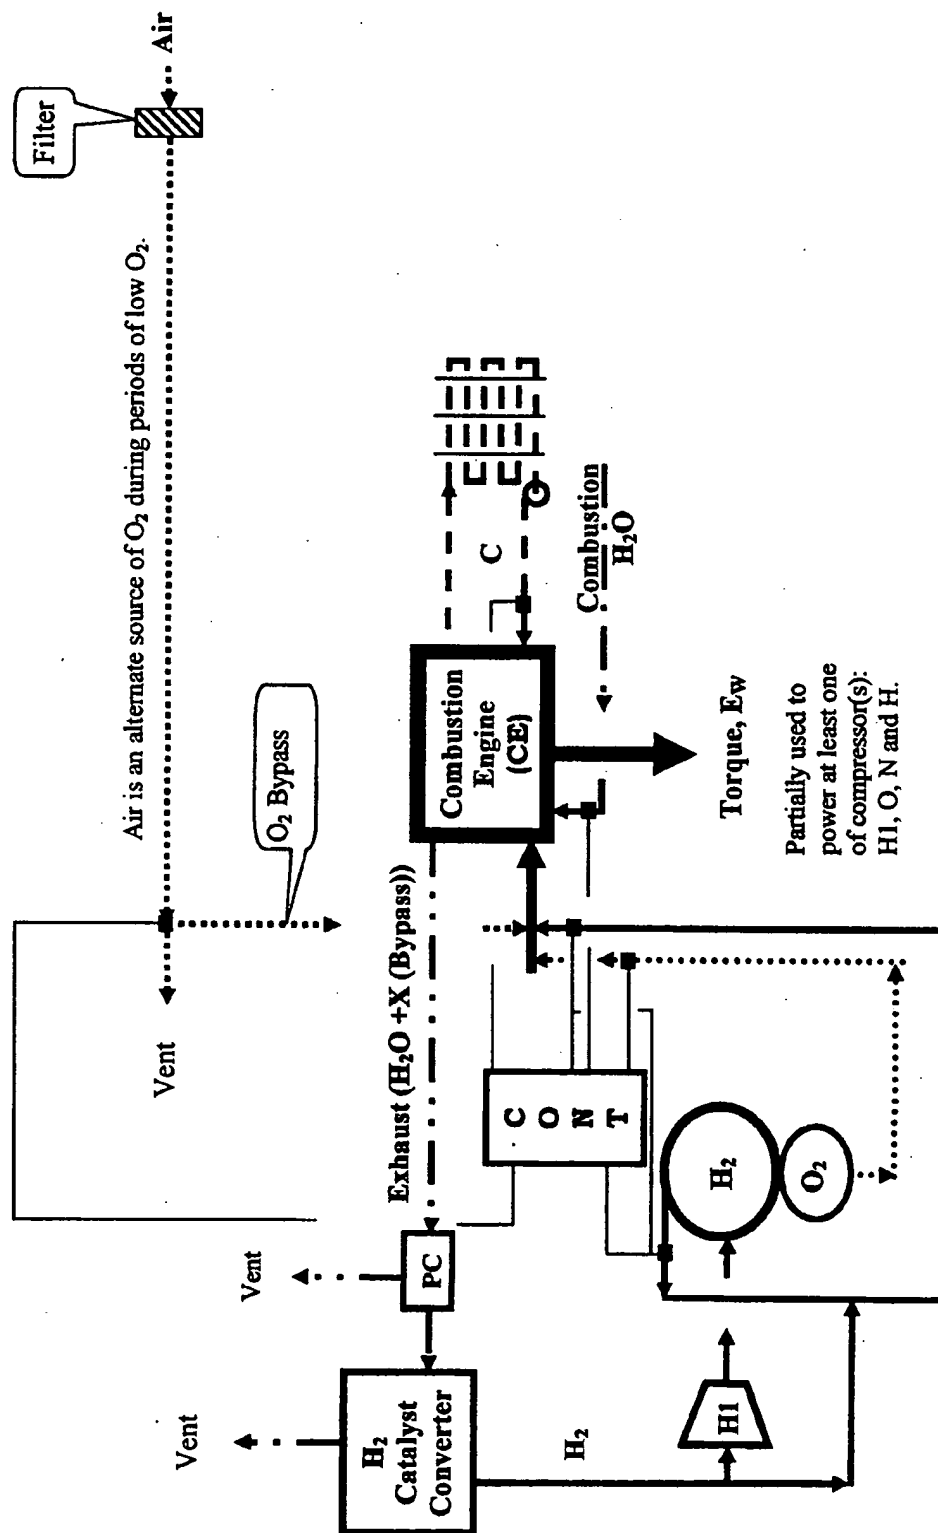 Air
Filter
Air is an alternate source of O₂ during periods of low O₂.
O₂ Bypass
Vent
Combustion
Engine
(CE)
C
Combustion
H₂O
Torque, Ew
Partially used to
power at least one
of compressor(s):
H1, O, N and H.
Exhaust (H₂O +X (Bypass))
C
O
N
T
H₂
O₂
PC
Vent
H₂
Catalyst
Converter
Vent
H₂
H1